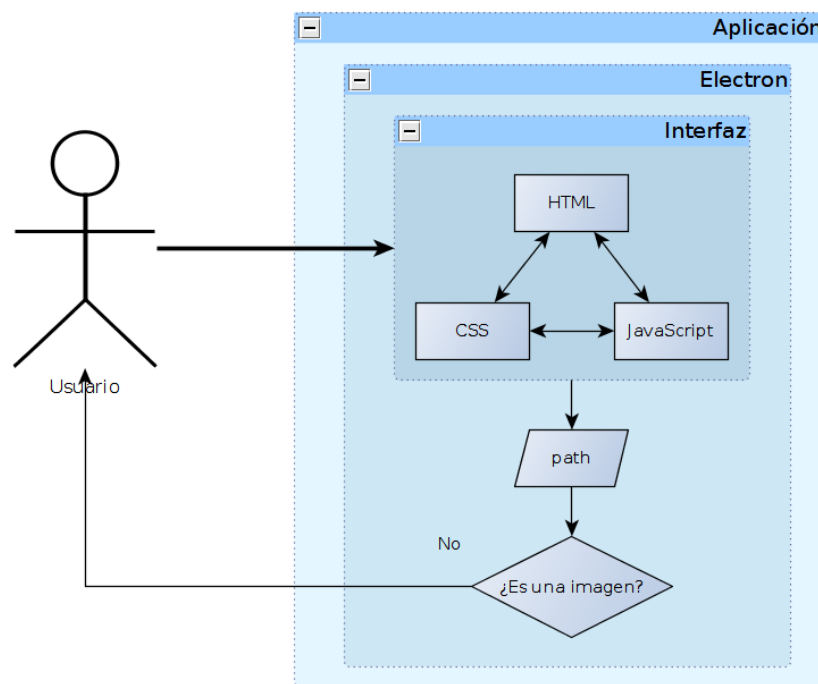 Aplicación
Electron
Interfaz
HTML
CSS
JavaScript
Usuario
path
No
¿Es una imagen?